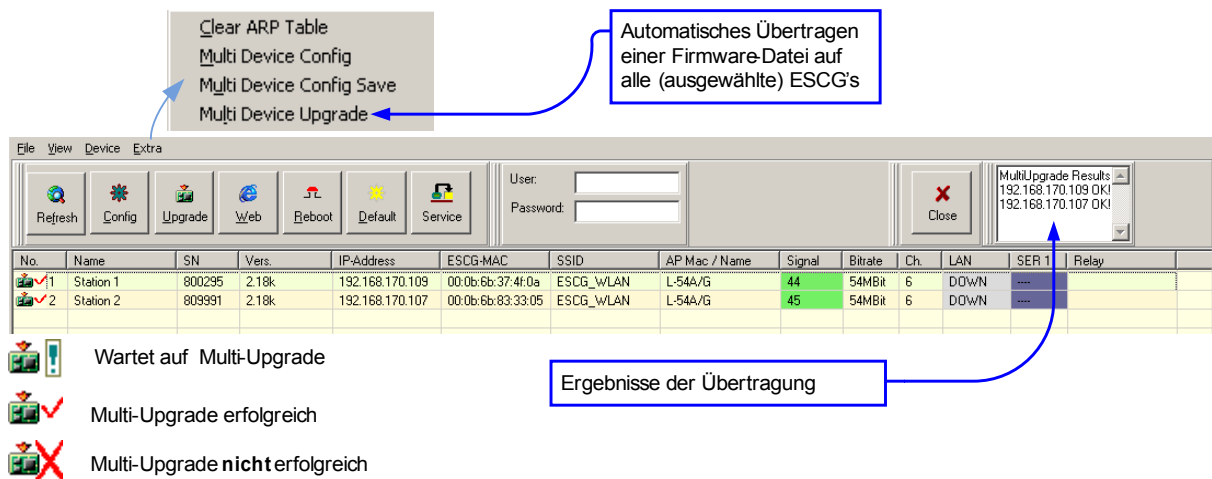 Clear ARP Table
Multi Device Config
Multi Device Config Save
Multi Device Upgrade
Automatisches Übertragen
einer Firmware-Datei auf
alle (ausgewählte) ESCG's
File View Device Extra
Refresh Config Upgrade Web Reboot Default Service
User:
Password:
Close
MultiUpgrade Results
192.168.170.109 OK!
192.168.170.107 OK!
No. Name SN Vers. IP-Address ESCG-MAC SSID AP Mac / Name Signal Bitrate Ch. LAN SER 1 Relay
1 Station 1 800295 2.18k 192.168.170.109 00:0b:6b:37:4f:0a ESCG_WLAN L-54A/G 44 54MBit 6 DOWN ----
2 Station 2 809991 2.18k 192.168.170.107 00:0b:6b:83:33:05 ESCG_WLAN L-54A/G 45 54MBit 6 DOWN ----
Wartet auf Multi-Upgrade
Ergebnisse der Übertragung
Multi-Upgrade erfolgreich
Multi-Upgrade nicht erfolgreich